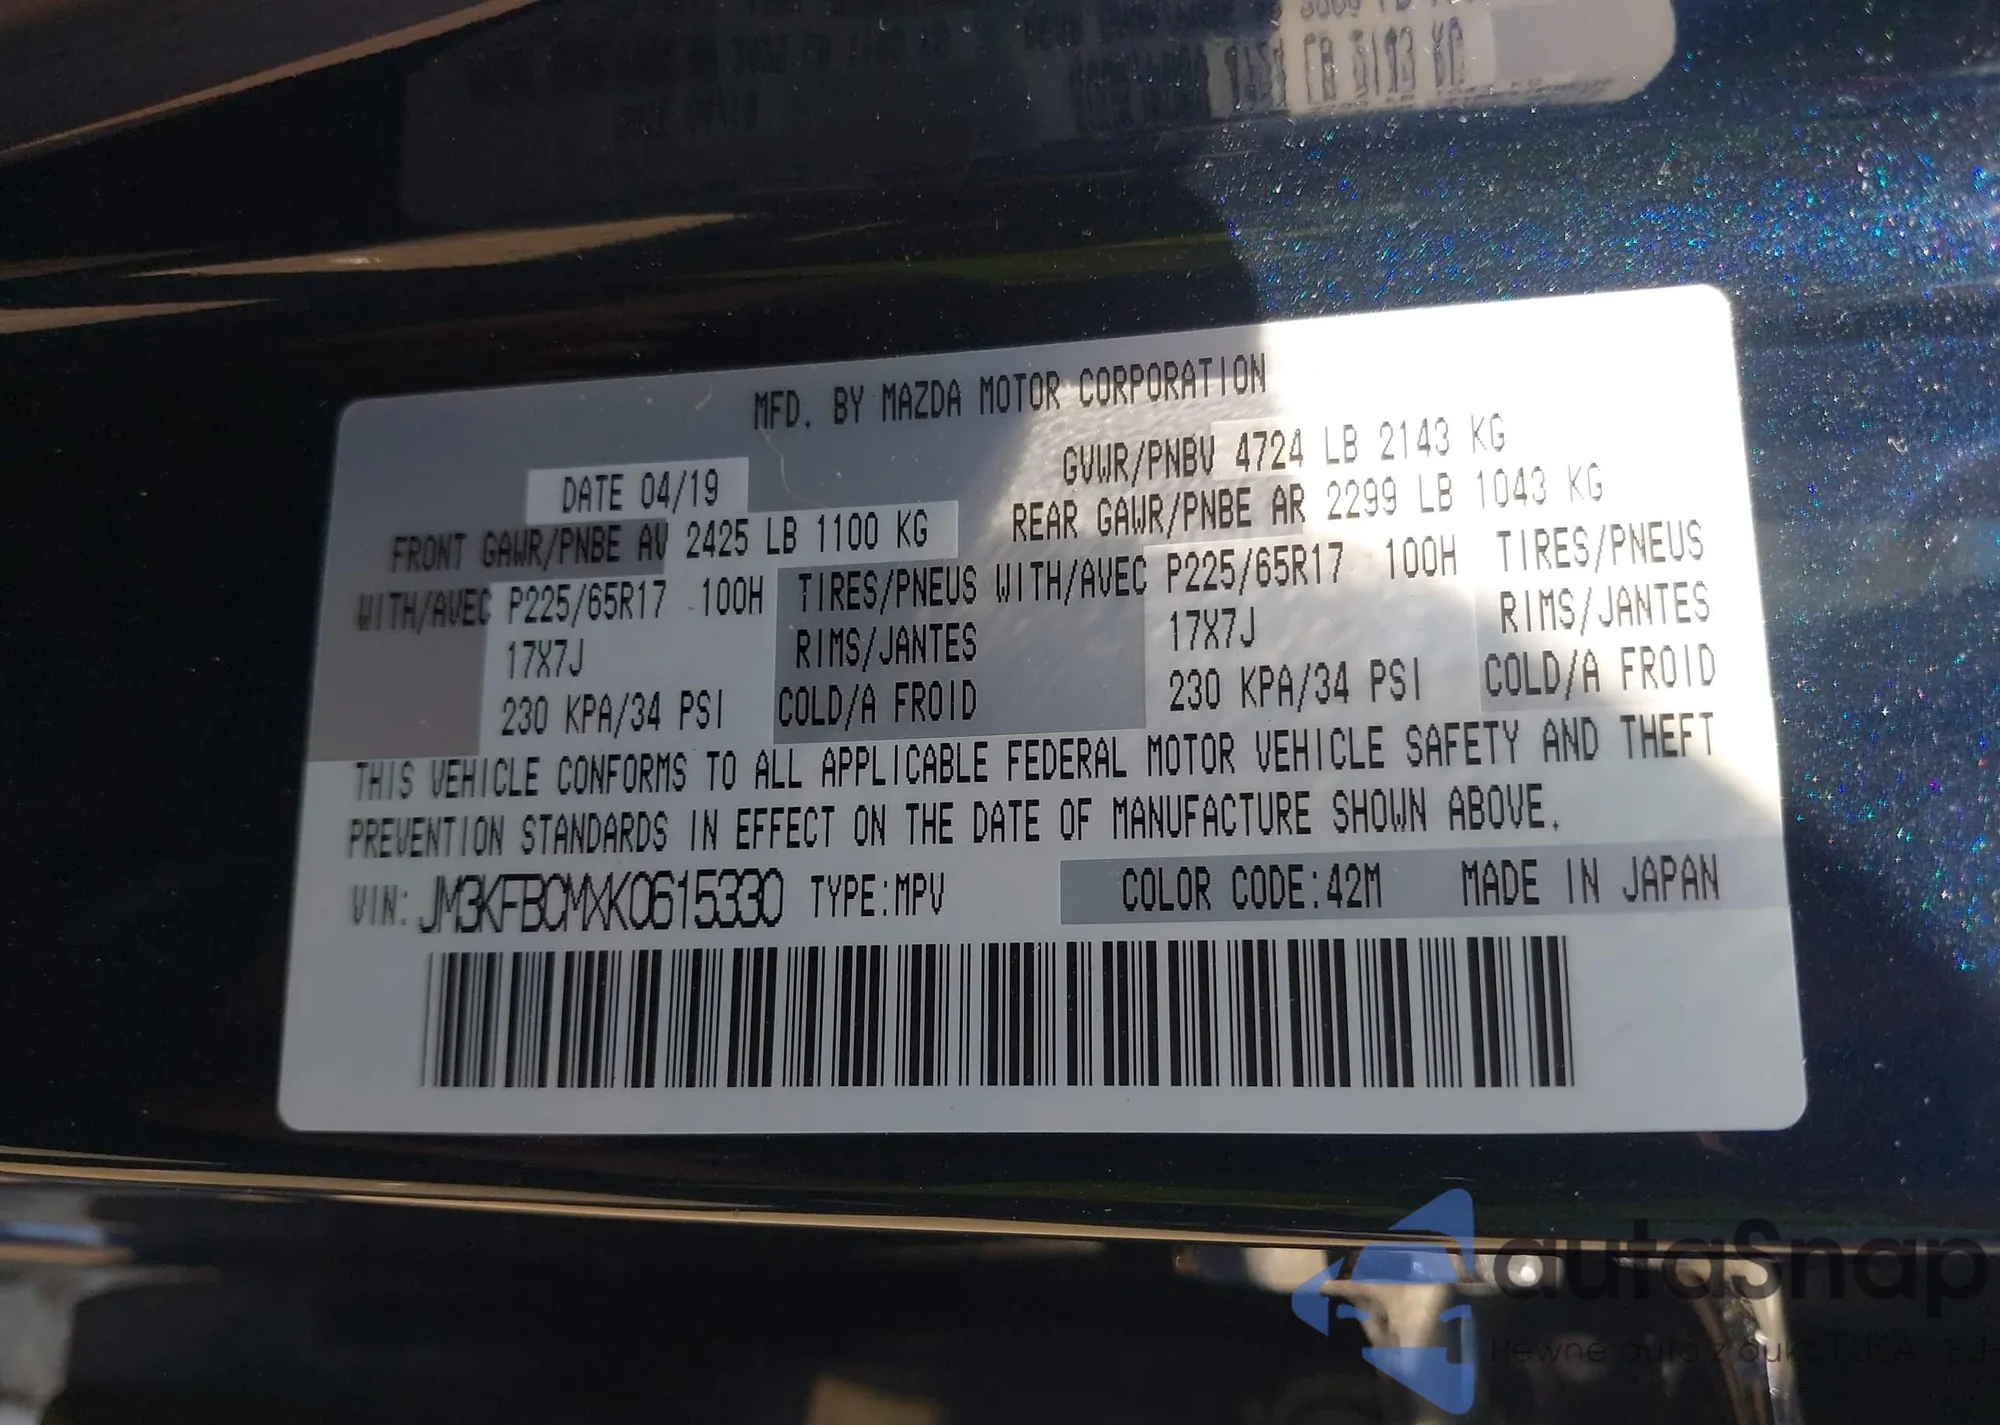 MFD. BY MAZDA MOTOR CORPORATION
DATE 04/19 GVWR/PNBV 4724 LB 2143 KG
FRONT GAWR/PNBE AV 2425 LB 1100 KG REAR GAWR/PNBE AR 2299 LB 1043 KG
WITH/AVEC P225/65R17 100H TIRES/PNEUS WITH/AVEC P225/65R17 100H TIRES/PNEUS
17X7J RIMS/JANTES 17X7J RIMS/JANTES
230 KPA/34 PSI COLD/A FROID 230 KPA/34 PSI COLD/A FROID
THIS VEHICLE CONFORMS TO ALL APPLICABLE FEDERAL MOTOR VEHICLE SAFETY AND THEFT
PREVENTION STANDARDS IN EFFECT ON THE DATE OF MANUFACTURE SHOWN ABOVE.
VIN: JM3KFBCMXK0615330 TYPE:MPV COLOR CODE:42M MADE IN JAPAN
autaSnap
Pewne auto z